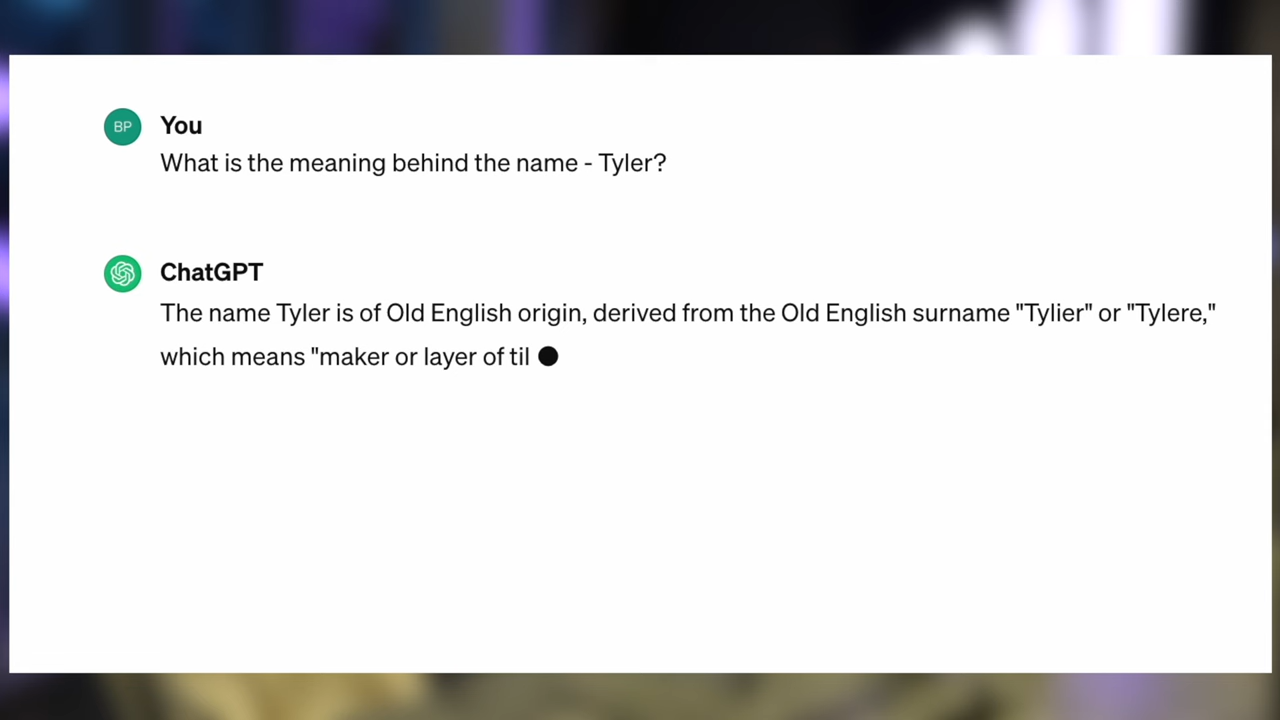 BP
You
What is the meaning behind the name - Tyler?
ChatGPT
The name Tyler is of Old English origin, derived from the Old English surname "Tylier" or "Tylere,"
which means "maker or layer of til